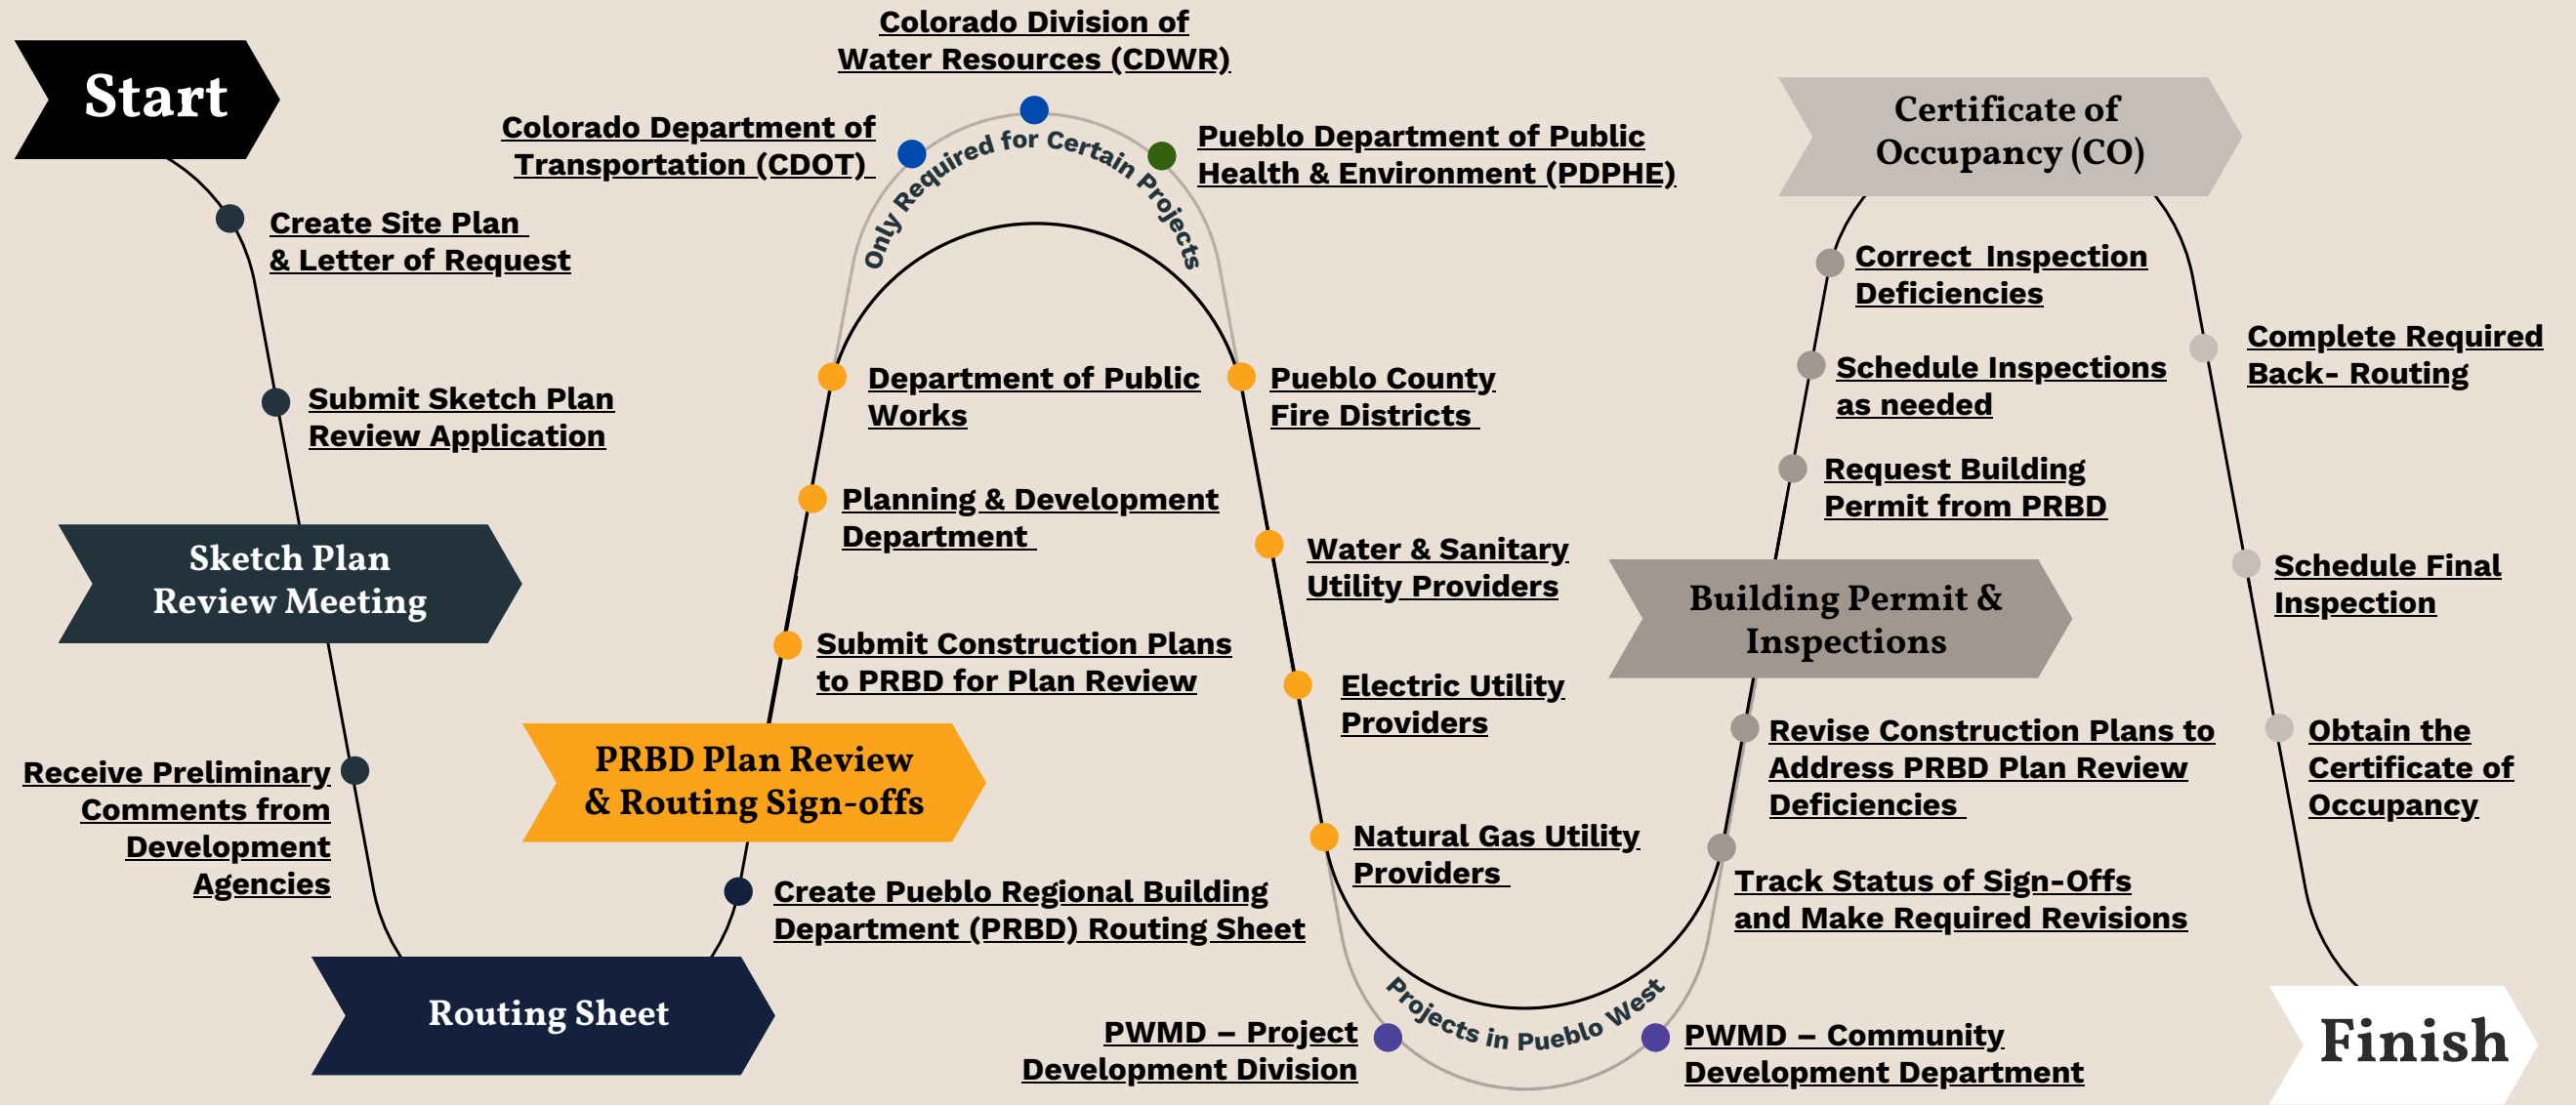 Start
Create Site Plan
& Letter of Request
Submit Sketch Plan
Review Application
Sketch Plan
Review Meeting
Receive Preliminary
Comments from
Development
Agencies
Routing Sheet
Create Pueblo Regional Building
Department (PRBD) Routing Sheet
PRBD Plan Review
& Routing Sign-offs
Submit Construction Plans
to PRBD for Plan Review
Planning & Development
Department
Department of Public
Works
Colorado Department of
Transportation (CDOT)
Colorado Division of
Water Resources (CDWR)
Pueblo Department of Public
Health & Environment (PDPHE)
Only Required for Certain Projects
Pueblo County
Fire Districts
Water & Sanitary
Utility Providers
Electric Utility
Providers
Natural Gas Utility
Providers
Projects in Pueblo West
PWMD – Project
Development Division
PWMD – Community
Development Department
Track Status of Sign-Offs
and Make Required Revisions
Revise Construction Plans to
Address PRBD Plan Review
Deficiencies
Building Permit &
Inspections
Request Building
Permit from PRBD
Schedule Inspections
as needed
Correct Inspection
Deficiencies
Certificate of
Occupancy (CO)
Complete Required
Back- Routing
Schedule Final
Inspection
Obtain the
Certificate of
Occupancy
Finish